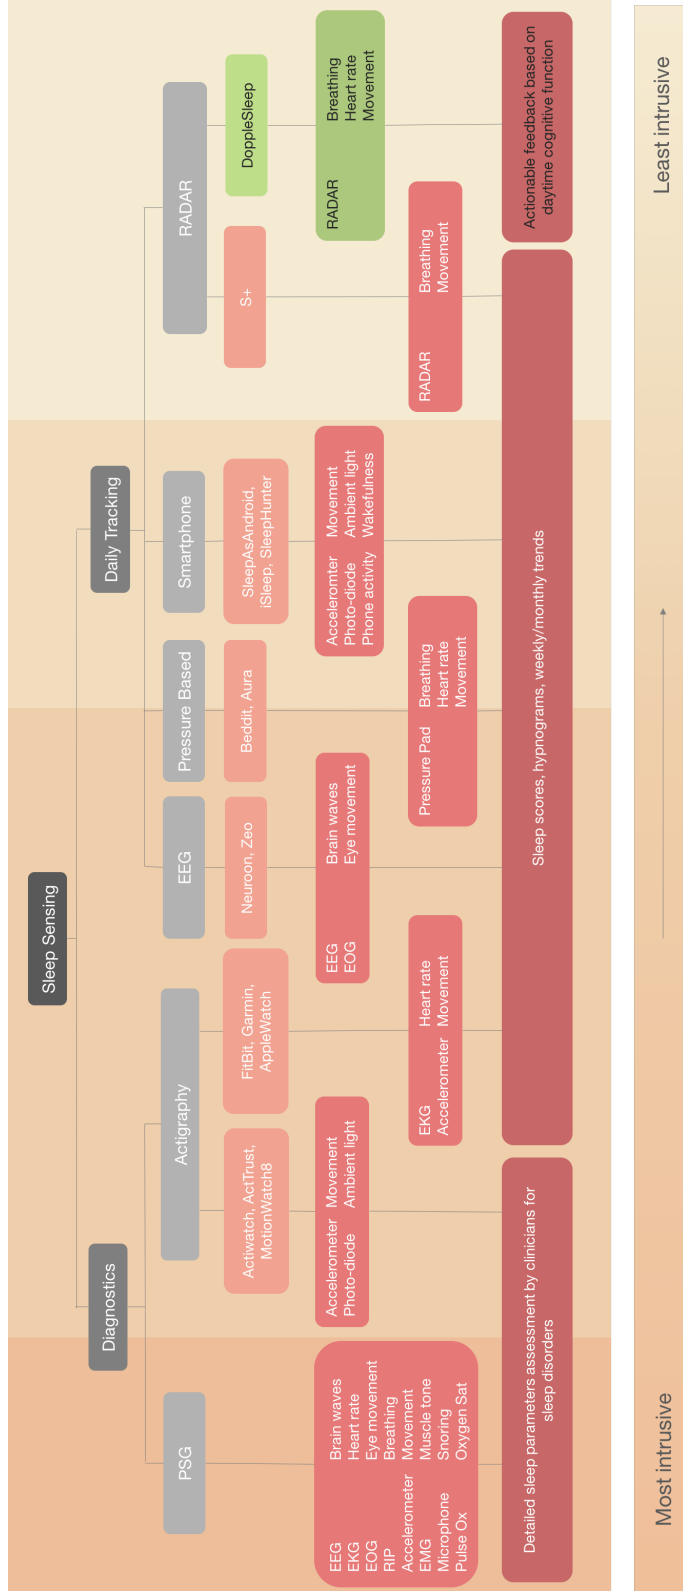 Sleep Sensing
Diagnostics
Daily Tracking
PSG
Actigraphy
EEG
Pressure Based
Smartphone
RADAR
Actiwatch, ActTrust,
MotionWatch8
FitBit, Garmin,
AppleWatch
Neuroon, Zeo
Beddit, Aura
SleepAsAndroid,
iSleep, SleepHunter
S+
DoppleSleep
EEG Brain waves
EKG Heart rate
EOG Eye movement
RIP Breathing
Accelerometer Movement
EMG Muscle tone
Microphone Snoring
Pulse Ox Oxygen Sat
Accelerometer Movement
Photo-diode Ambient light
EKG Heart rate
Accelerometer Movement
EEG Brain waves
EOG Eye movement
Pressure Pad Breathing
Heart rate
Movement
Acceleromter Movement
Photo-diode Ambient light
Phone activity Wakefulness
RADAR Breathing
Movement
RADAR Breathing
Heart rate
Movement
Detailed sleep parameters assessment by clinicians for
sleep disorders
Sleep scores, hypnograms, weekly/monthly trends
Actionable feedback based on
daytime cognitive function
Most intrusive
Least intrusive